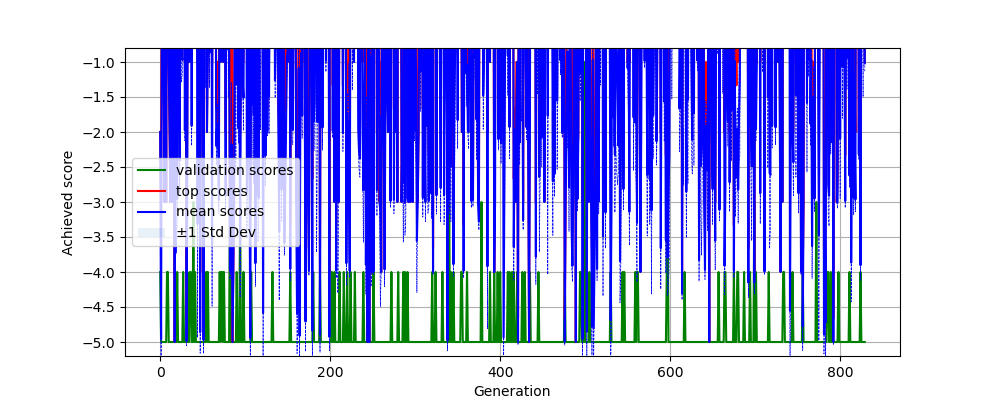 −1.0
−1.5
−2.0
−2.5
−3.0
−3.5
−4.0
−4.5
−5.0
Achieved score
validation scores
top scores
mean scores
±1 Std Dev
0 200 400 600 800
Generation